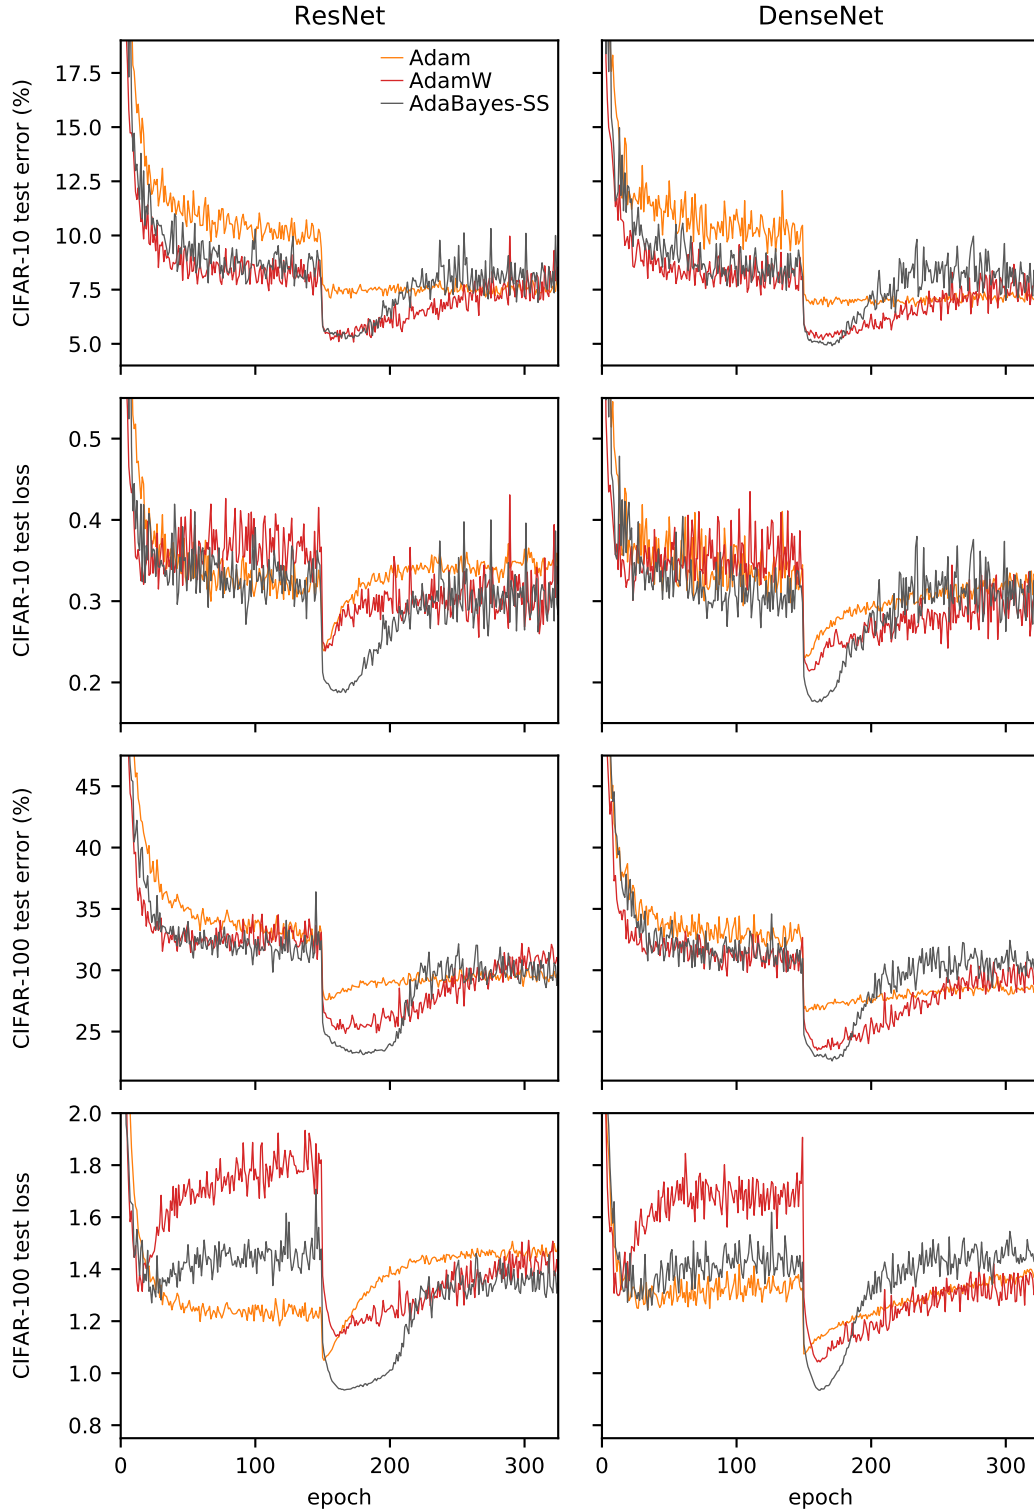 ResNet
DenseNet
CIFAR-10 test error (%)
17.5
15.0
12.5
10.0
7.5
5.0
Adam
AdamW
AdaBayes-SS
CIFAR-10 test loss
0.5
0.4
0.3
0.2
CIFAR-100 test error (%)
45
40
35
30
25
CIFAR-100 test loss
2.0
1.8
1.6
1.4
1.2
1.0
0.8
0 100 200 300
epoch
0 100 200 300
epoch